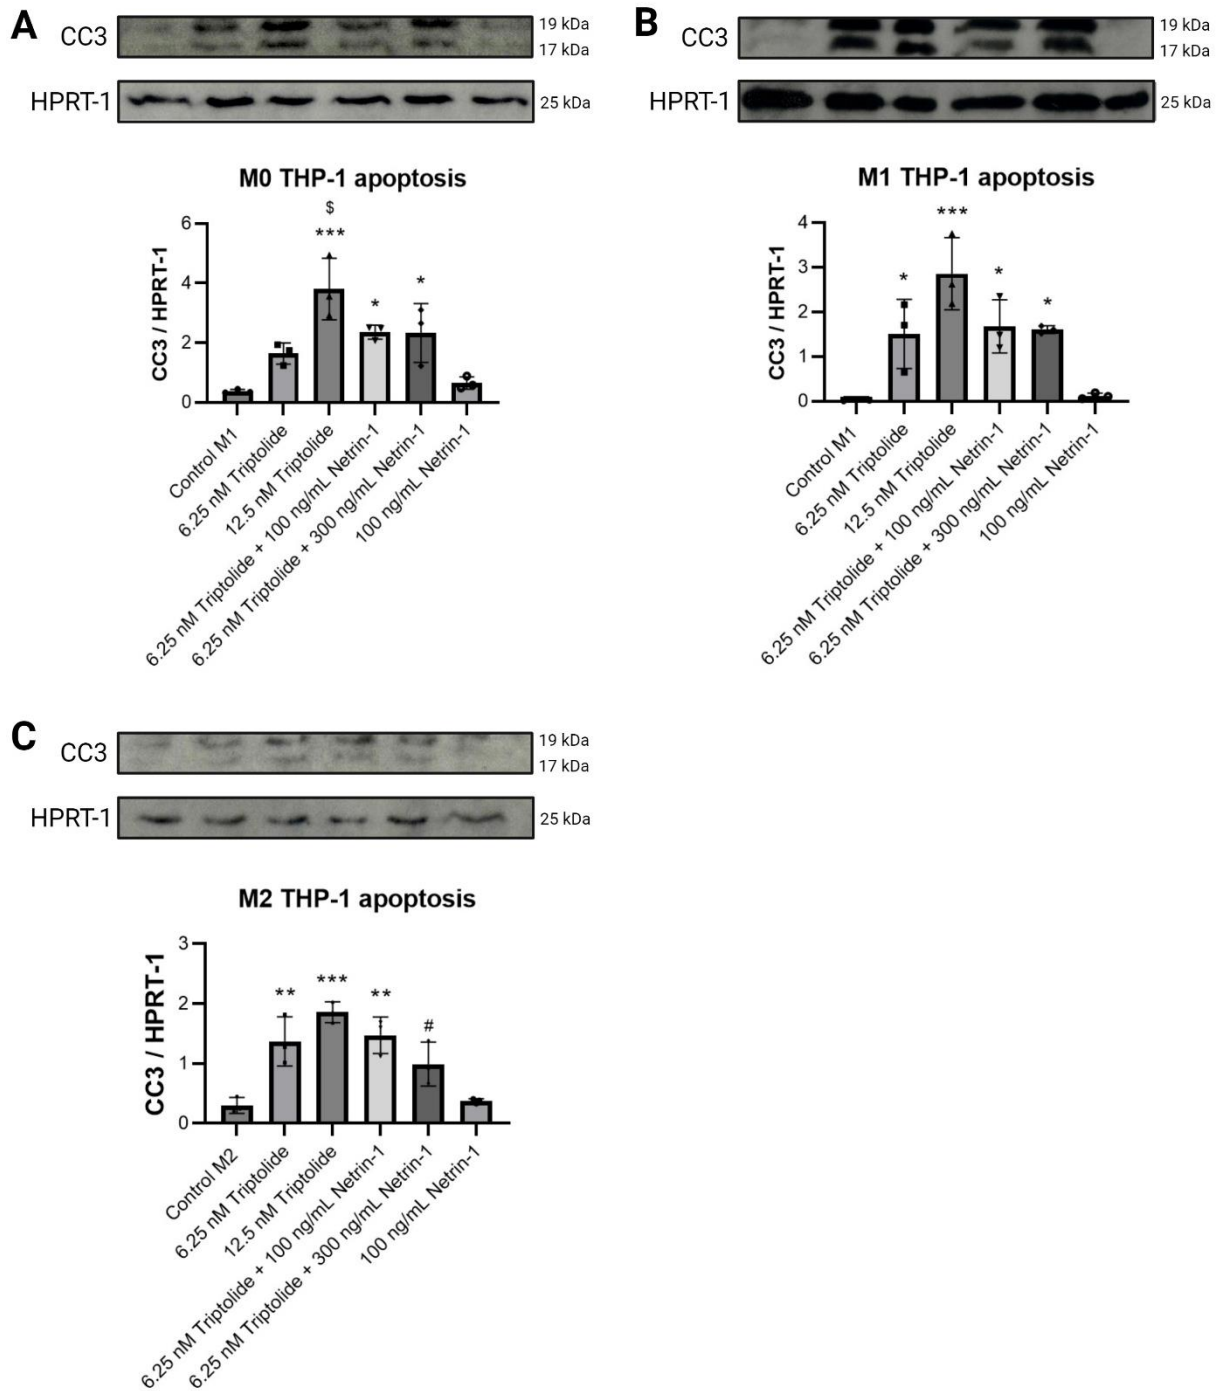 A
CC3
19 kDa
17 kDa
HPRT-1
25 kDa
M0 THP-1 apoptosis
CC3 / HPRT-1
6
4
2
0
$
***
*
*
Control M1
6.25 nM Triptolide
12.5 nM Triptolide
6.25 nM Triptolide + 100 ng/mL Netrin-1
6.25 nM Triptolide + 300 ng/mL Netrin-1
100 ng/mL Netrin-1
B
CC3
19 kDa
17 kDa
HPRT-1
25 kDa
M1 THP-1 apoptosis
CC3 / HPRT-1
4
3
2
1
0
*
***
*
*
Control M1
6.25 nM Triptolide
12.5 nM Triptolide
6.25 nM Triptolide + 100 ng/mL Netrin-1
6.25 nM Triptolide + 300 ng/mL Netrin-1
100 ng/mL Netrin-1
C
CC3
19 kDa
17 kDa
HPRT-1
25 kDa
M2 THP-1 apoptosis
CC3 / HPRT-1
3
2
1
0
**
***
**
#
Control M2
6.25 nM Triptolide
12.5 nM Triptolide
6.25 nM Triptolide + 100 ng/mL Netrin-1
6.25 nM Triptolide + 300 ng/mL Netrin-1
100 ng/mL Netrin-1